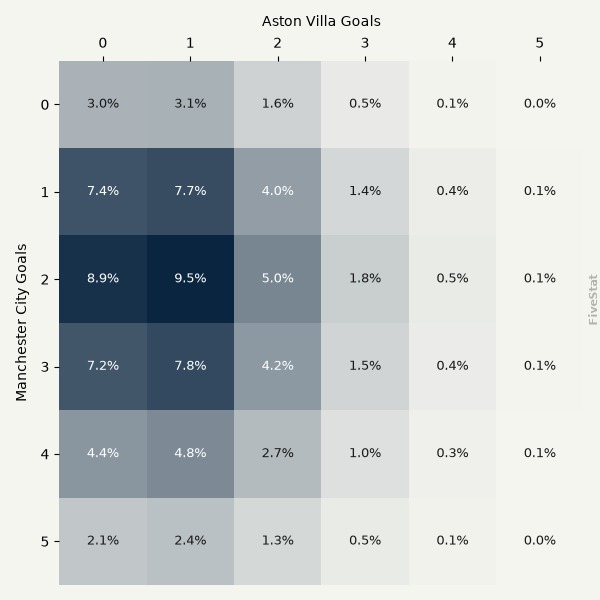 Aston Villa Goals
0 1 2 3 4 5
0 3.0% 3.1% 1.6% 0.5% 0.1% 0.0%
1 7.4% 7.7% 4.0% 1.4% 0.4% 0.1%
2 8.9% 9.5% 5.0% 1.8% 0.5% 0.1%
3 7.2% 7.8% 4.2% 1.5% 0.4% 0.1%
4 4.4% 4.8% 2.7% 1.0% 0.3% 0.1%
5 2.1% 2.4% 1.3% 0.5% 0.1% 0.0%
Manchester City Goals
FiveStat